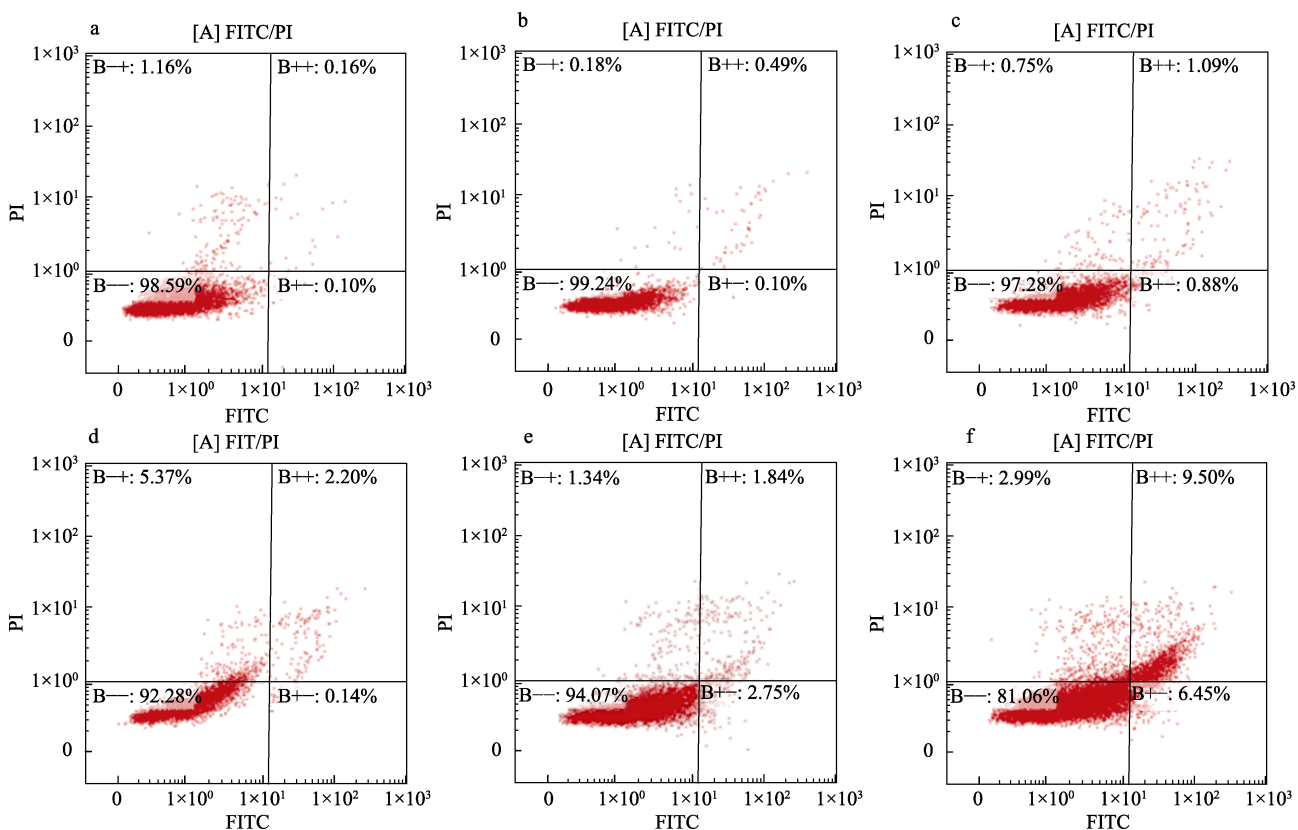 a
[A] FITC/PI
1×10³
B−+: 1.16%
B++: 0.16%
1×10²
1×10¹
PI
1×10⁰
B−−: 98.59%
B+−: 0.10%
0
0
1×10⁰
1×10¹
1×10²
1×10³
FITC
b
[A] FITC/PI
1×10³
B−+: 0.18%
B++: 0.49%
1×10²
1×10¹
PI
1×10⁰
B−−: 99.24%
B+−: 0.10%
0
0
1×10⁰
1×10¹
1×10²
1×10³
FITC
c
[A] FITC/PI
1×10³
B−+: 0.75%
B++: 1.09%
1×10²
1×10¹
PI
1×10⁰
B−−: 97.28%
B+−: 0.88%
0
0
1×10⁰
1×10¹
1×10²
1×10³
FITC
d
[A] FIT/PI
1×10³
B−+: 5.37%
B++: 2.20%
1×10²
1×10¹
PI
1×10⁰
B−−: 92.28%
B+−: 0.14%
0
0
1×10⁰
1×10¹
1×10²
1×10³
FITC
e
[A] FITC/PI
1×10³
B−+: 1.34%
B++: 1.84%
1×10²
1×10¹
PI
1×10⁰
B−−: 94.07%
B+−: 2.75%
0
0
1×10⁰
1×10¹
1×10²
1×10³
FITC
f
[A] FITC/PI
1×10³
B−+: 2.99%
B++: 9.50%
1×10²
1×10¹
PI
1×10⁰
B−−: 81.06%
B+−: 6.45%
0
0
1×10⁰
1×10¹
1×10²
1×10³
FITC